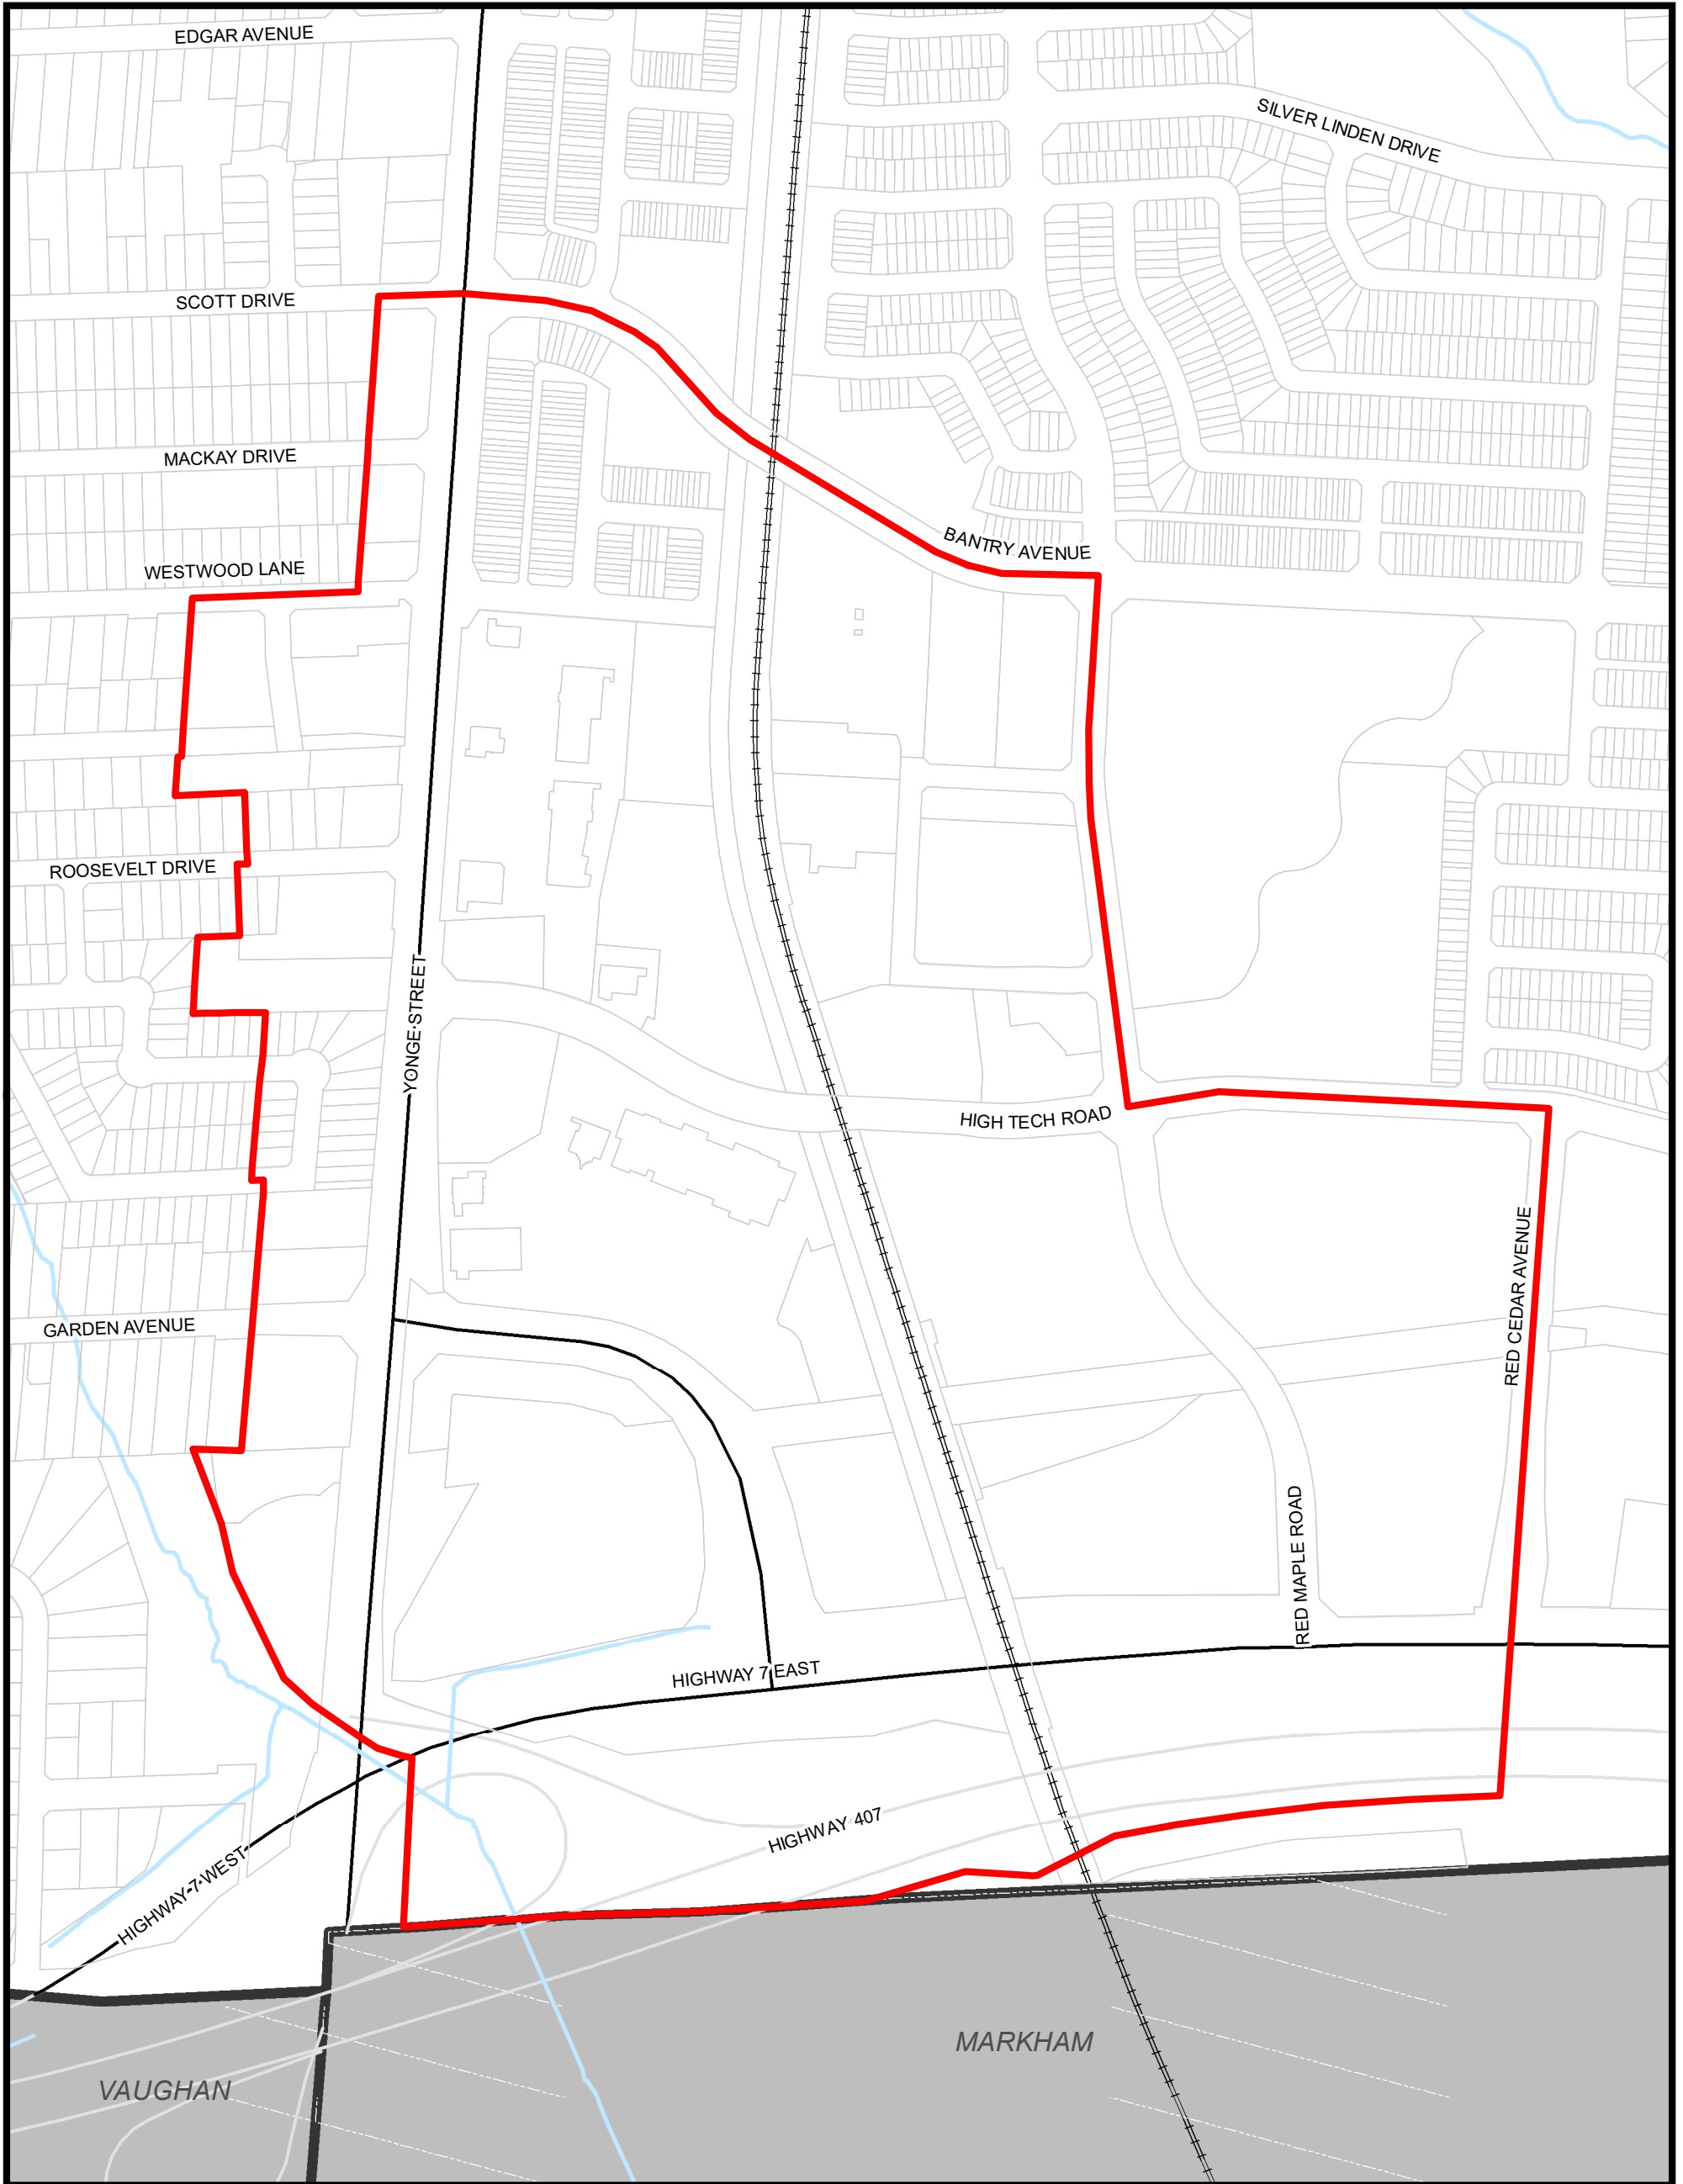 EDGAR AVENUE
SILVER LINDEN DRIVE
SCOTT DRIVE
MACKAY DRIVE
BANTRY AVENUE
WESTWOOD LANE
ROOSEVELT DRIVE
YONGE STREET
HIGH TECH ROAD
RED CEDAR AVENUE
GARDEN AVENUE
RED MAPLE ROAD
HIGHWAY 7 EAST
HIGHWAY 407
HIGHWAY 7 WEST
MARKHAM
VAUGHAN